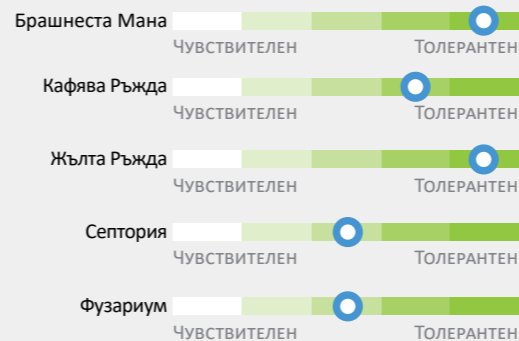 Брашнеста Мана
Чувствителен Толерантен
Кафява Ръжда
Чувствителен Толерантен
Жълта Ръжда
Чувствителен Толерантен
Септория
Чувствителен Толерантен
Фузариум
Чувствителен Толерантен